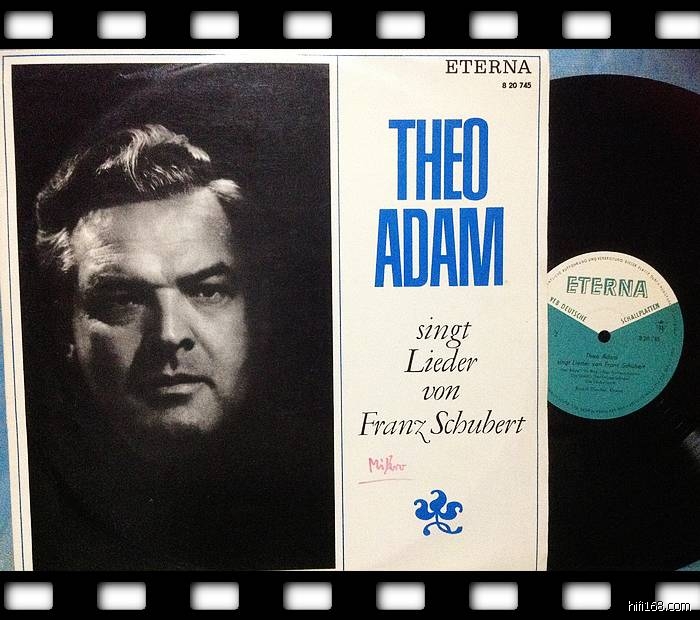 ETERNA
8 20 745
THEO
ADAM
singt
Lieder
von
Franz Schubert
ETERNA
VEB DEUTSCHE SCHALLPLATTEN
8 20 745
Theo Adam
singt Lieder von Franz Schubert
hifi168.com